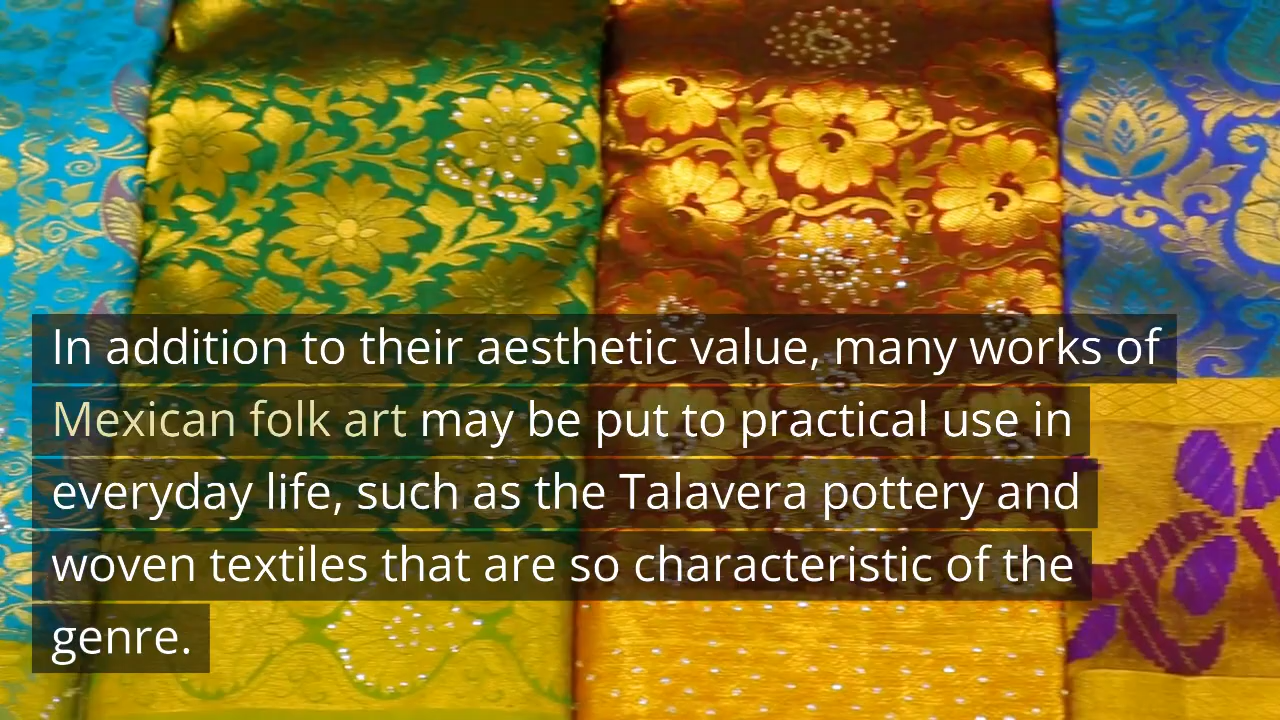 In addition to their aesthetic value, many works of
Mexican folk art may be put to practical use in
everyday life, such as the Talavera pottery and
woven textiles that are so characteristic of the
genre.